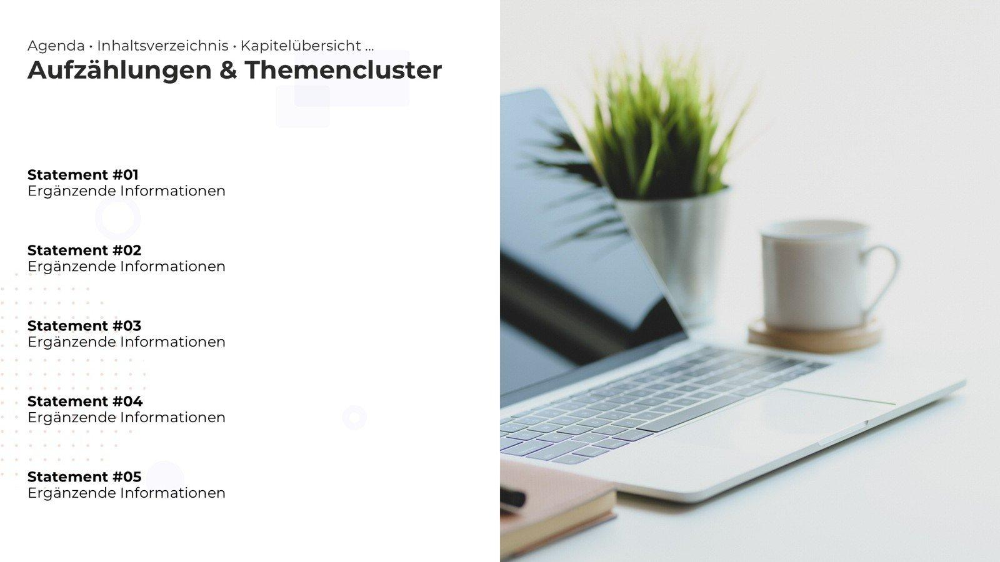 Agenda • Inhaltsverzeichnis • Kapitelübersicht ...
Aufzählungen & Themencluster
Statement #01
Ergänzende Informationen
Statement #02
Ergänzende Informationen
Statement #03
Ergänzende Informationen
Statement #04
Ergänzende Informationen
Statement #05
Ergänzende Informationen